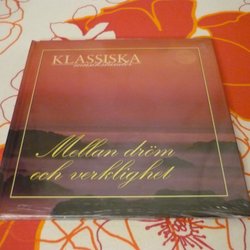 KLASSISKA
Mellan dröm
och verklighet